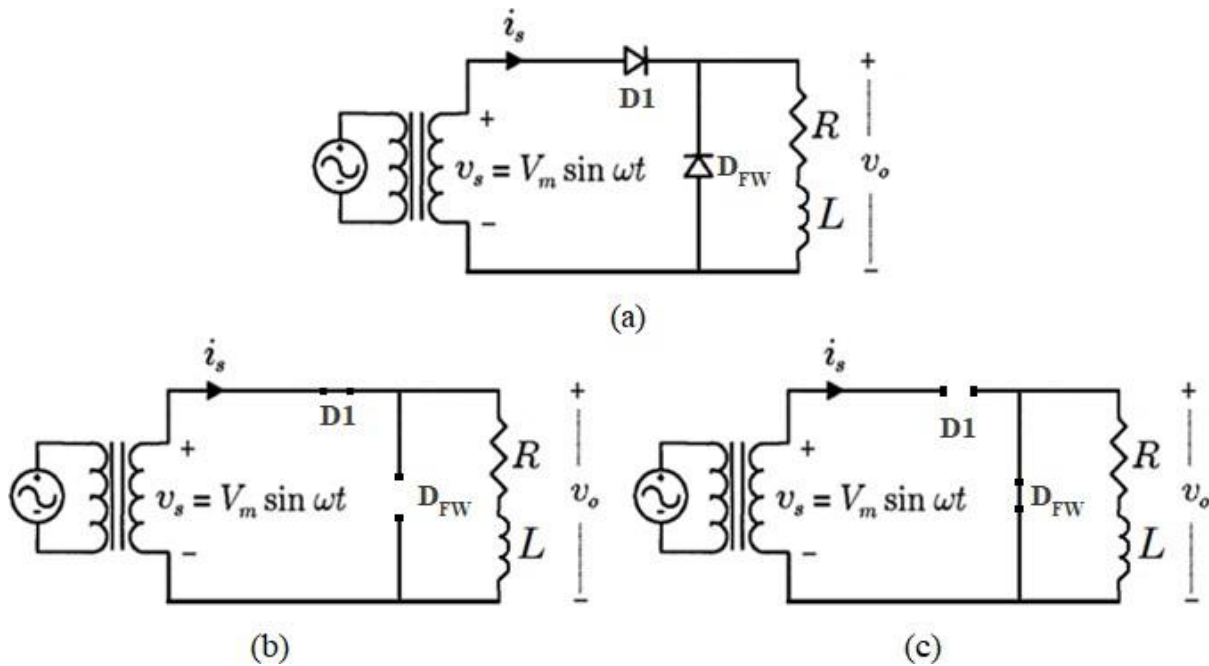 i_s
D1
+
v_s = V_m sin ωt
−
D_FW
R
L
+
v_o
−
(a)
i_s
D1
+
v_s = V_m sin ωt
−
D_FW
R
L
+
v_o
−
(b)
i_s
D1
+
v_s = V_m sin ωt
−
D_FW
R
L
+
v_o
−
(c)